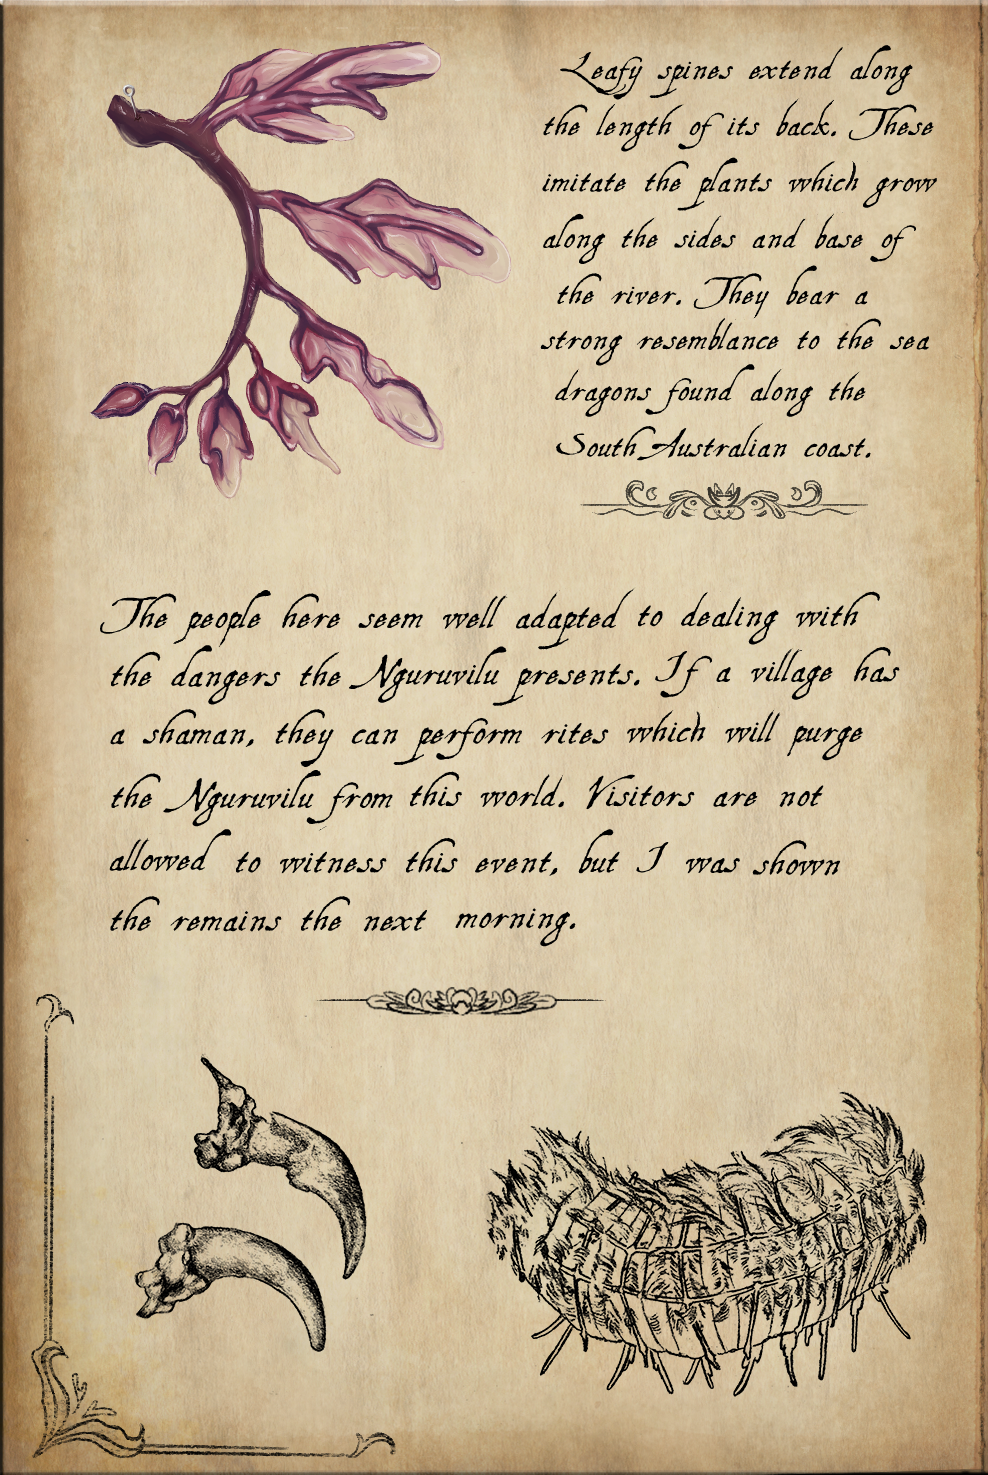 Leafy spines extend along
the length of its back. These
imitate the plants which grow
along the sides and base of
the river. They bear a
strong resemblance to the sea
dragons found along the
South Australian coast.
The people here seem well adapted to dealing with
the dangers the Nguruvilu presents. If a village has
a shaman, they can perform rites which will purge
the Nguruvilu from this world. Visitors are not
allowed to witness this event, but I was shown
the remains the next morning.